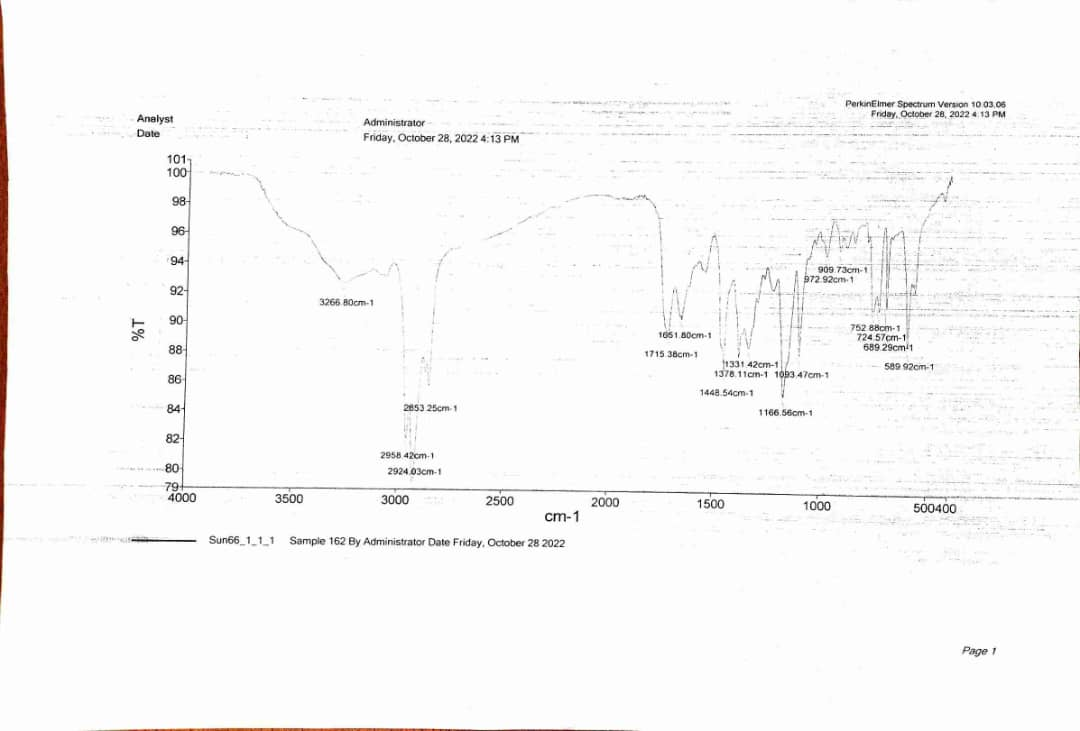 PerkinElmer Spectrum Version 10.03.06
Friday, October 28, 2022 4:13 PM
Analyst
Administrator
Date
Friday, October 28, 2022 4:13 PM
101
100
98
96
94
92
90
88
86
84
82
80
79
%T
3266.80cm-1
2958.42cm-1
2924.03cm-1
2853.25cm-1
1715.38cm-1
1651.80cm-1
1448.54cm-1
1378.11cm-1
1331.42cm-1
1166.56cm-1
1093.47cm-1
972.92cm-1
909.73cm-1
752.88cm-1
724.57cm-1
689.29cm-1
589.92cm-1
4000 3500 3000 2500 2000 1500 1000 500400
cm-1
Sun66_1_1_1 Sample 162 By Administrator Date Friday, October 28 2022
Page 1